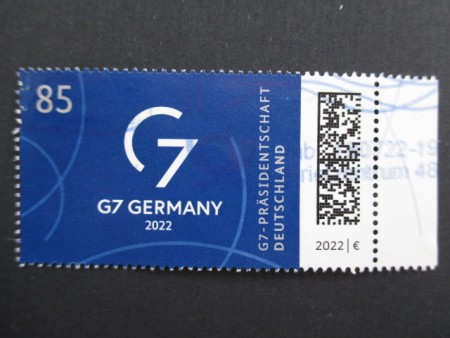 85
G7
G7 GERMANY
2022
G7-PRÄSIDENTSCHAFT
DEUTSCHLAND
2022 | €